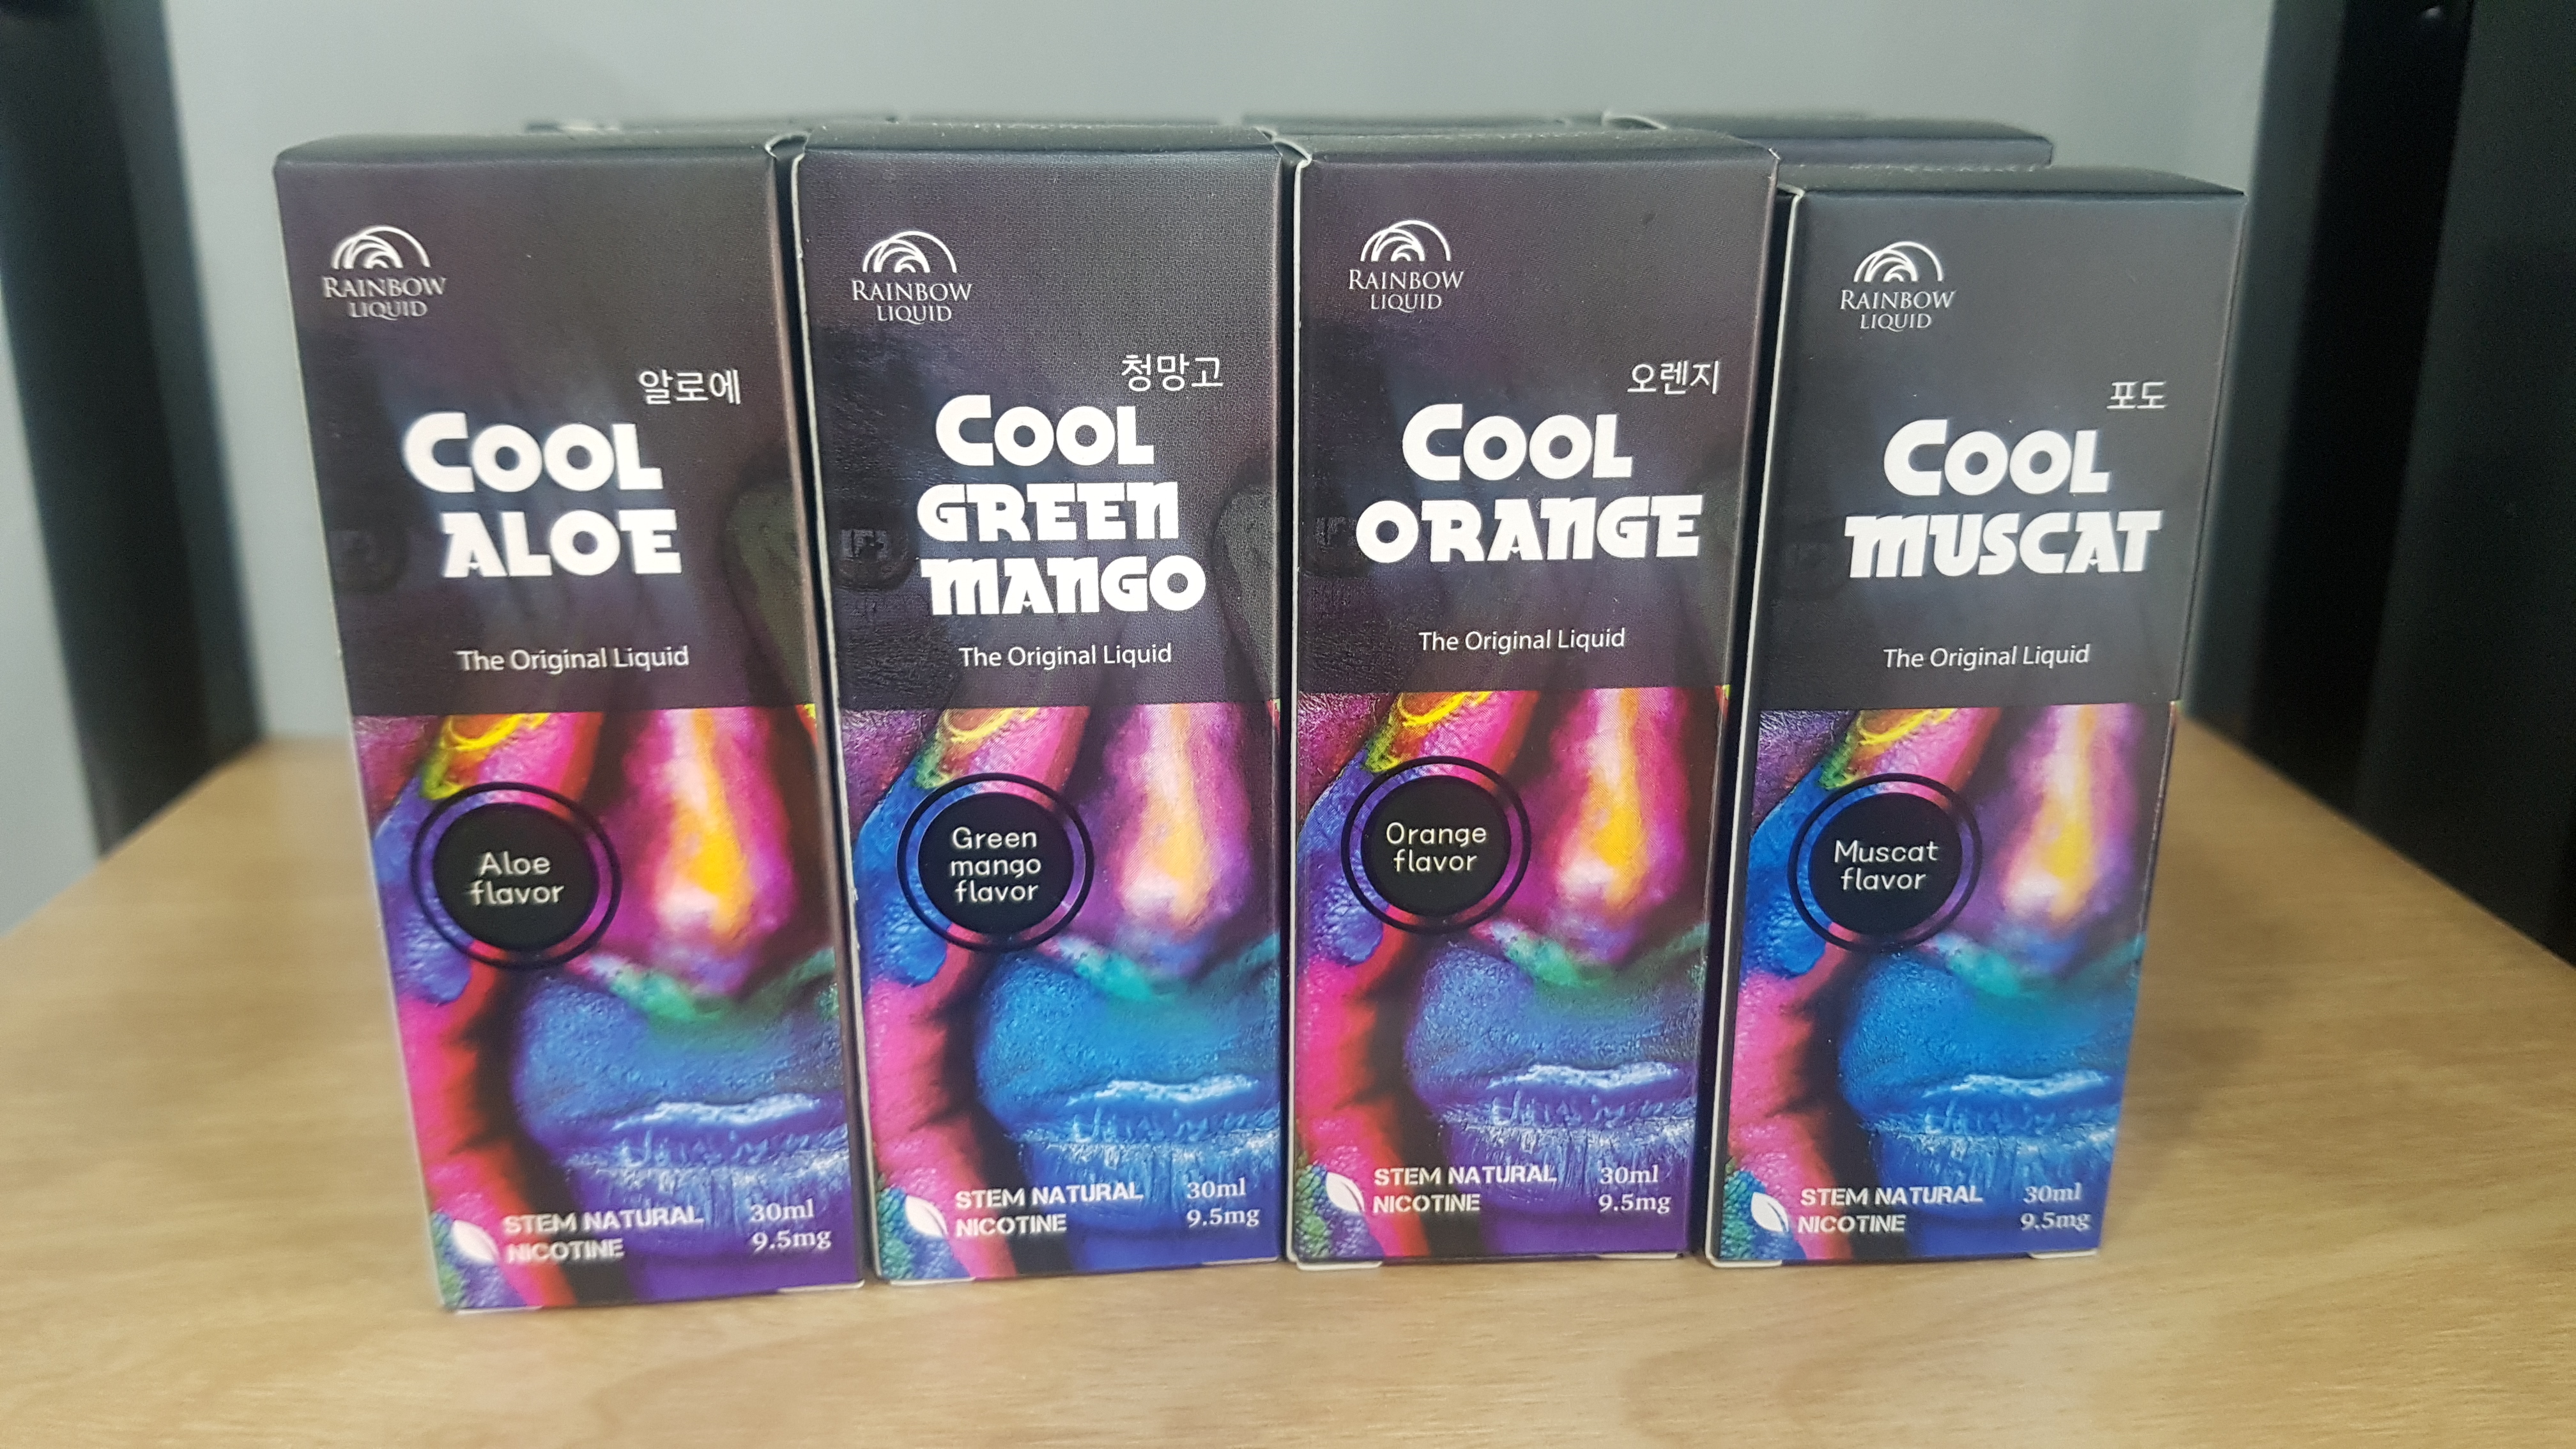 RAINBOW
LIQUID
알로에
COOL
ALOE
The Original Liquid
Aloe
flavor
STEM NATURAL
NICOTINE
30ml
9.5mg
RAINBOW
LIQUID
청망고
COOL
GREEN
MANGO
The Original Liquid
Green
mango
flavor
STEM NATURAL
NICOTINE
30ml
9.5mg
RAINBOW
LIQUID
오렌지
COOL
ORANGE
The Original Liquid
Orange
flavor
STEM NATURAL
NICOTINE
30ml
9.5mg
RAINBOW
LIQUID
포도
COOL
MUSCAT
The Original Liquid
Muscat
flavor
STEM NATURAL
NICOTINE
30ml
9.5mg